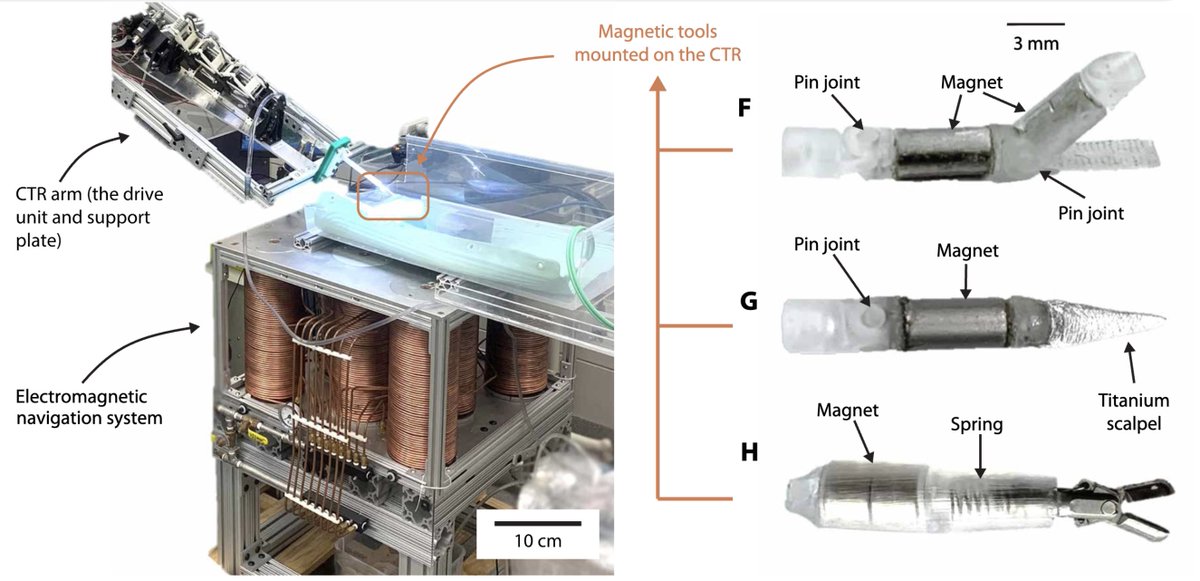 Magnetic tools
mounted on the CTR
CTR arm (the drive
unit and support
plate)
Electromagnetic
navigation system
10 cm
3 mm
F
Pin joint
Magnet
Pin joint
G
Pin joint
Magnet
Titanium
scalpel
H
Magnet
Spring